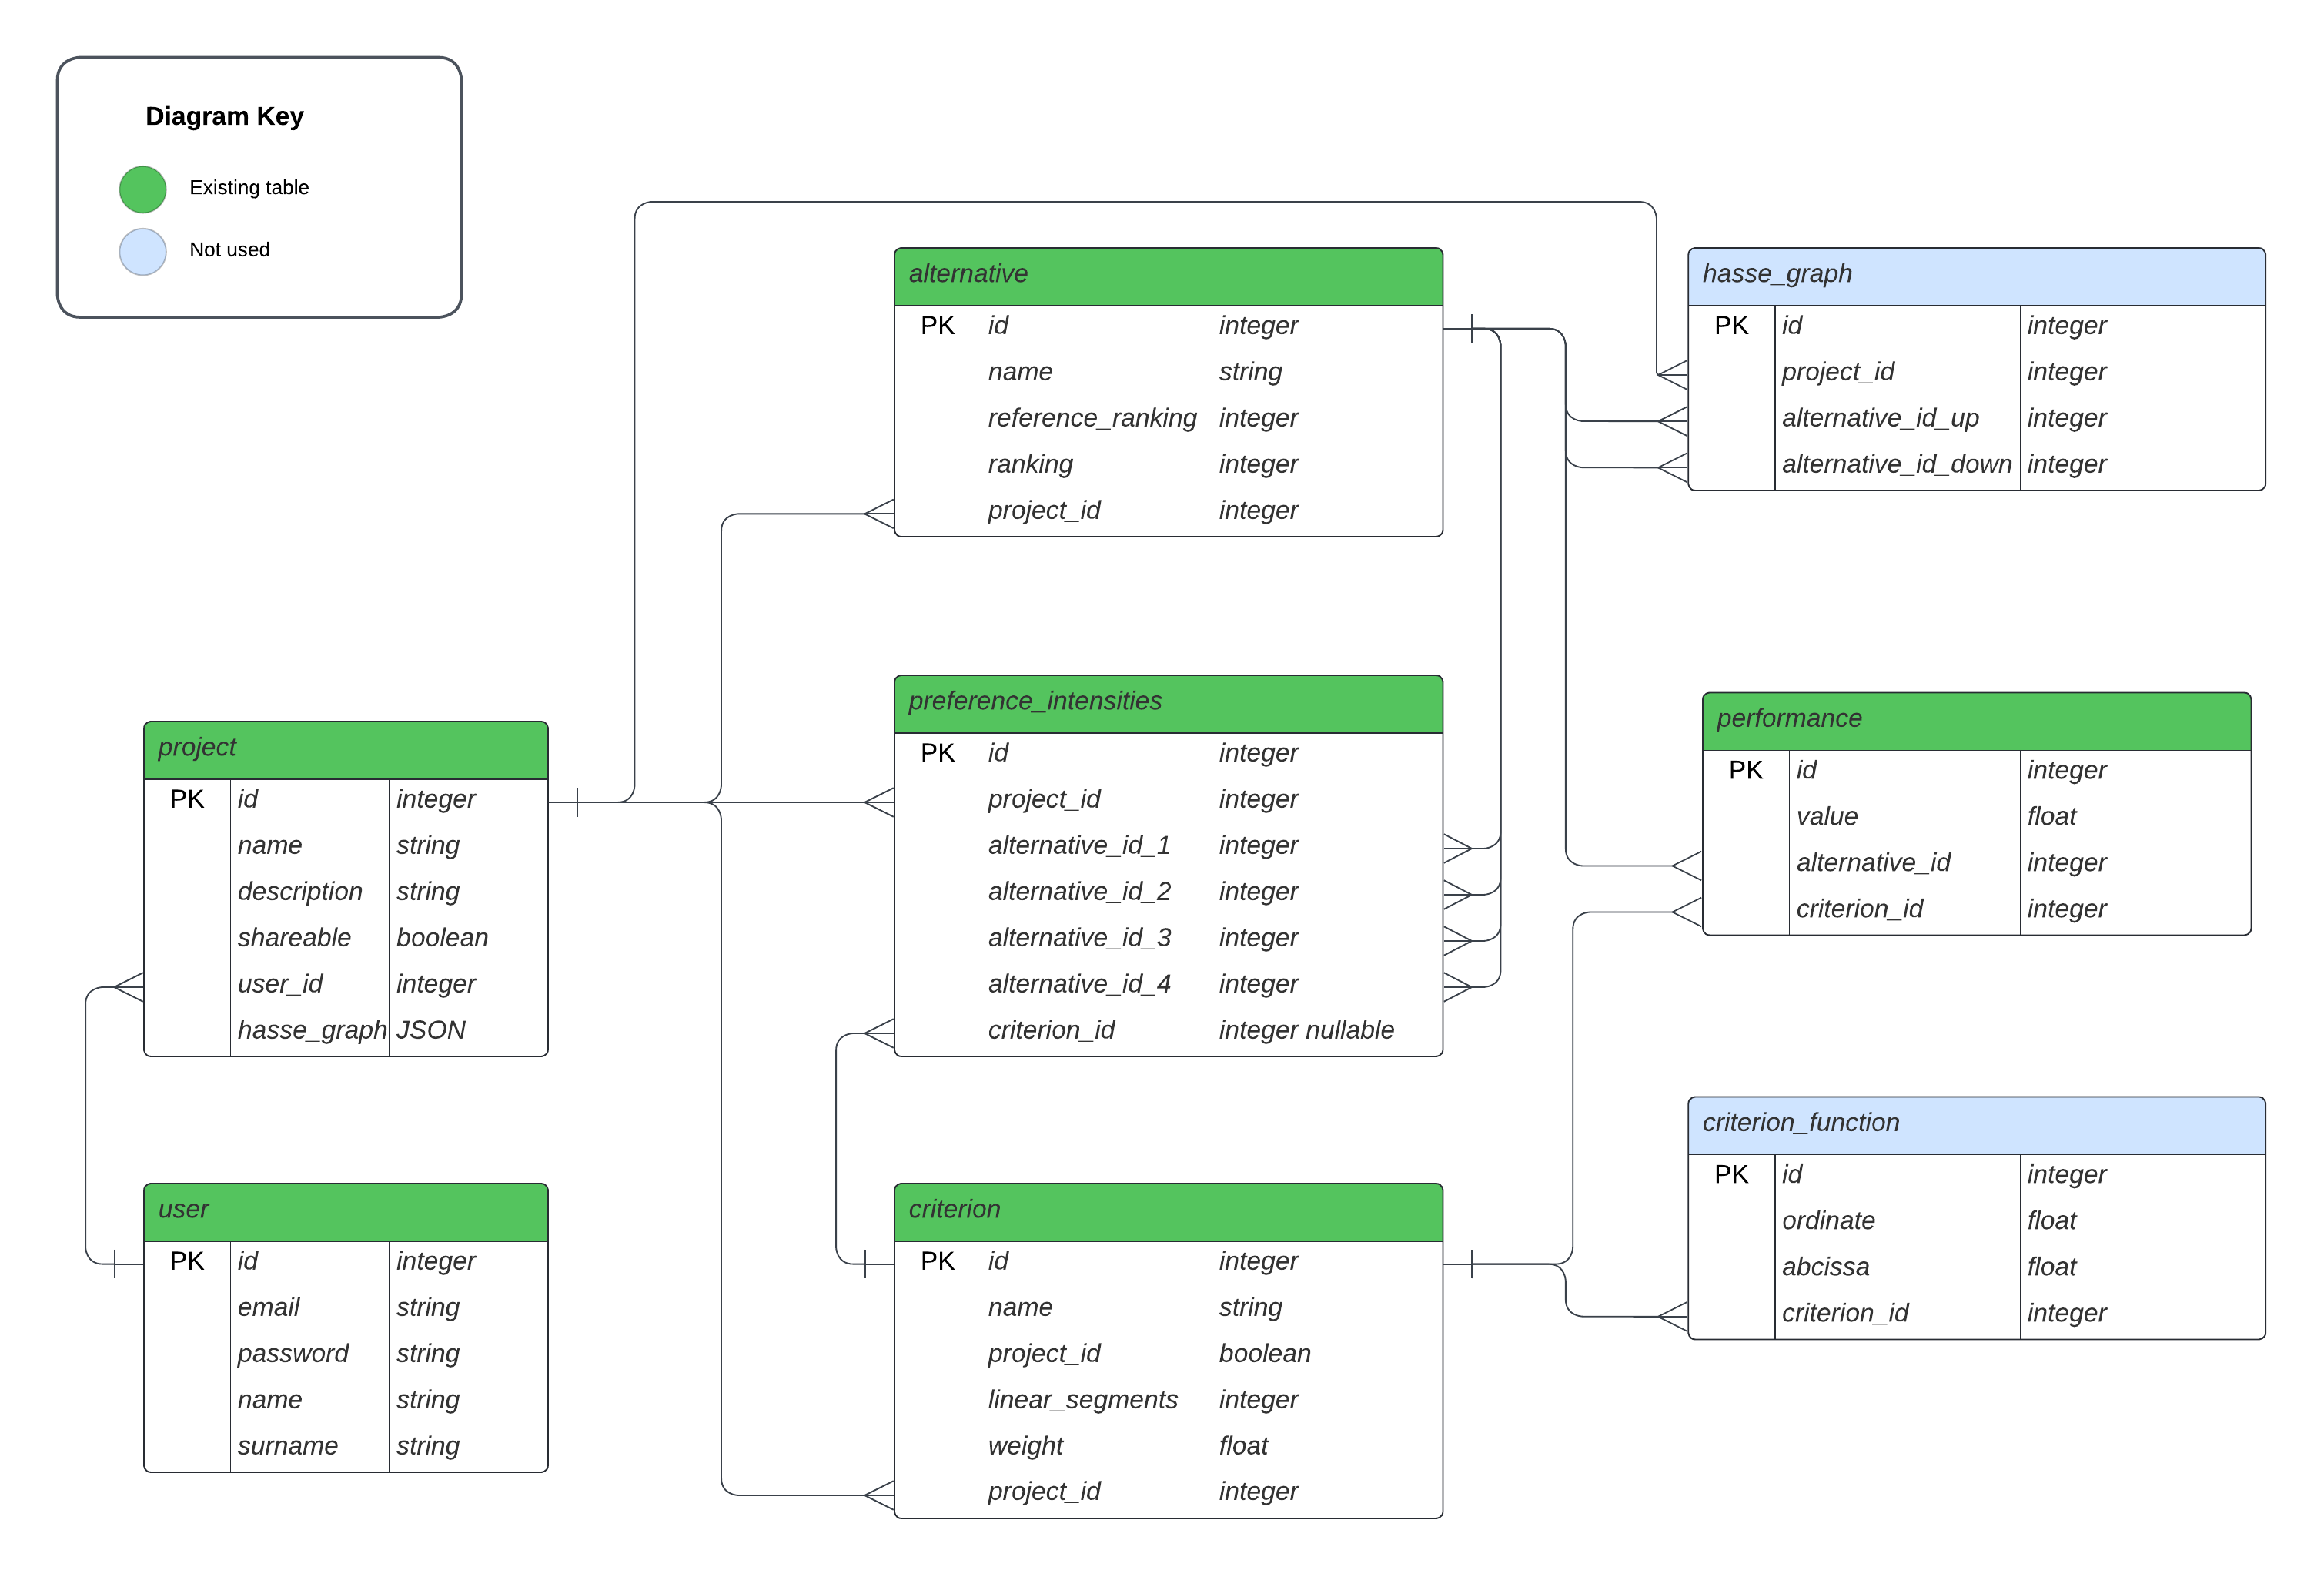 Diagram Key
Existing table
Not used
alternative
PK id integer
name string
reference_ranking integer
ranking integer
project_id integer
hasse_graph
PK id integer
project_id integer
alternative_id_up integer
alternative_id_down integer
preference_intensities
PK id integer
project_id integer
alternative_id_1 integer
alternative_id_2 integer
alternative_id_3 integer
alternative_id_4 integer
criterion_id integer nullable
performance
PK id integer
value float
alternative_id integer
criterion_id integer
project
PK id integer
name string
description string
shareable boolean
user_id integer
hasse_graph JSON
user
PK id integer
email string
password string
name string
surname string
criterion
PK id integer
name string
project_id boolean
linear_segments integer
weight float
project_id integer
criterion_function
PK id integer
ordinate float
abcissa float
criterion_id integer